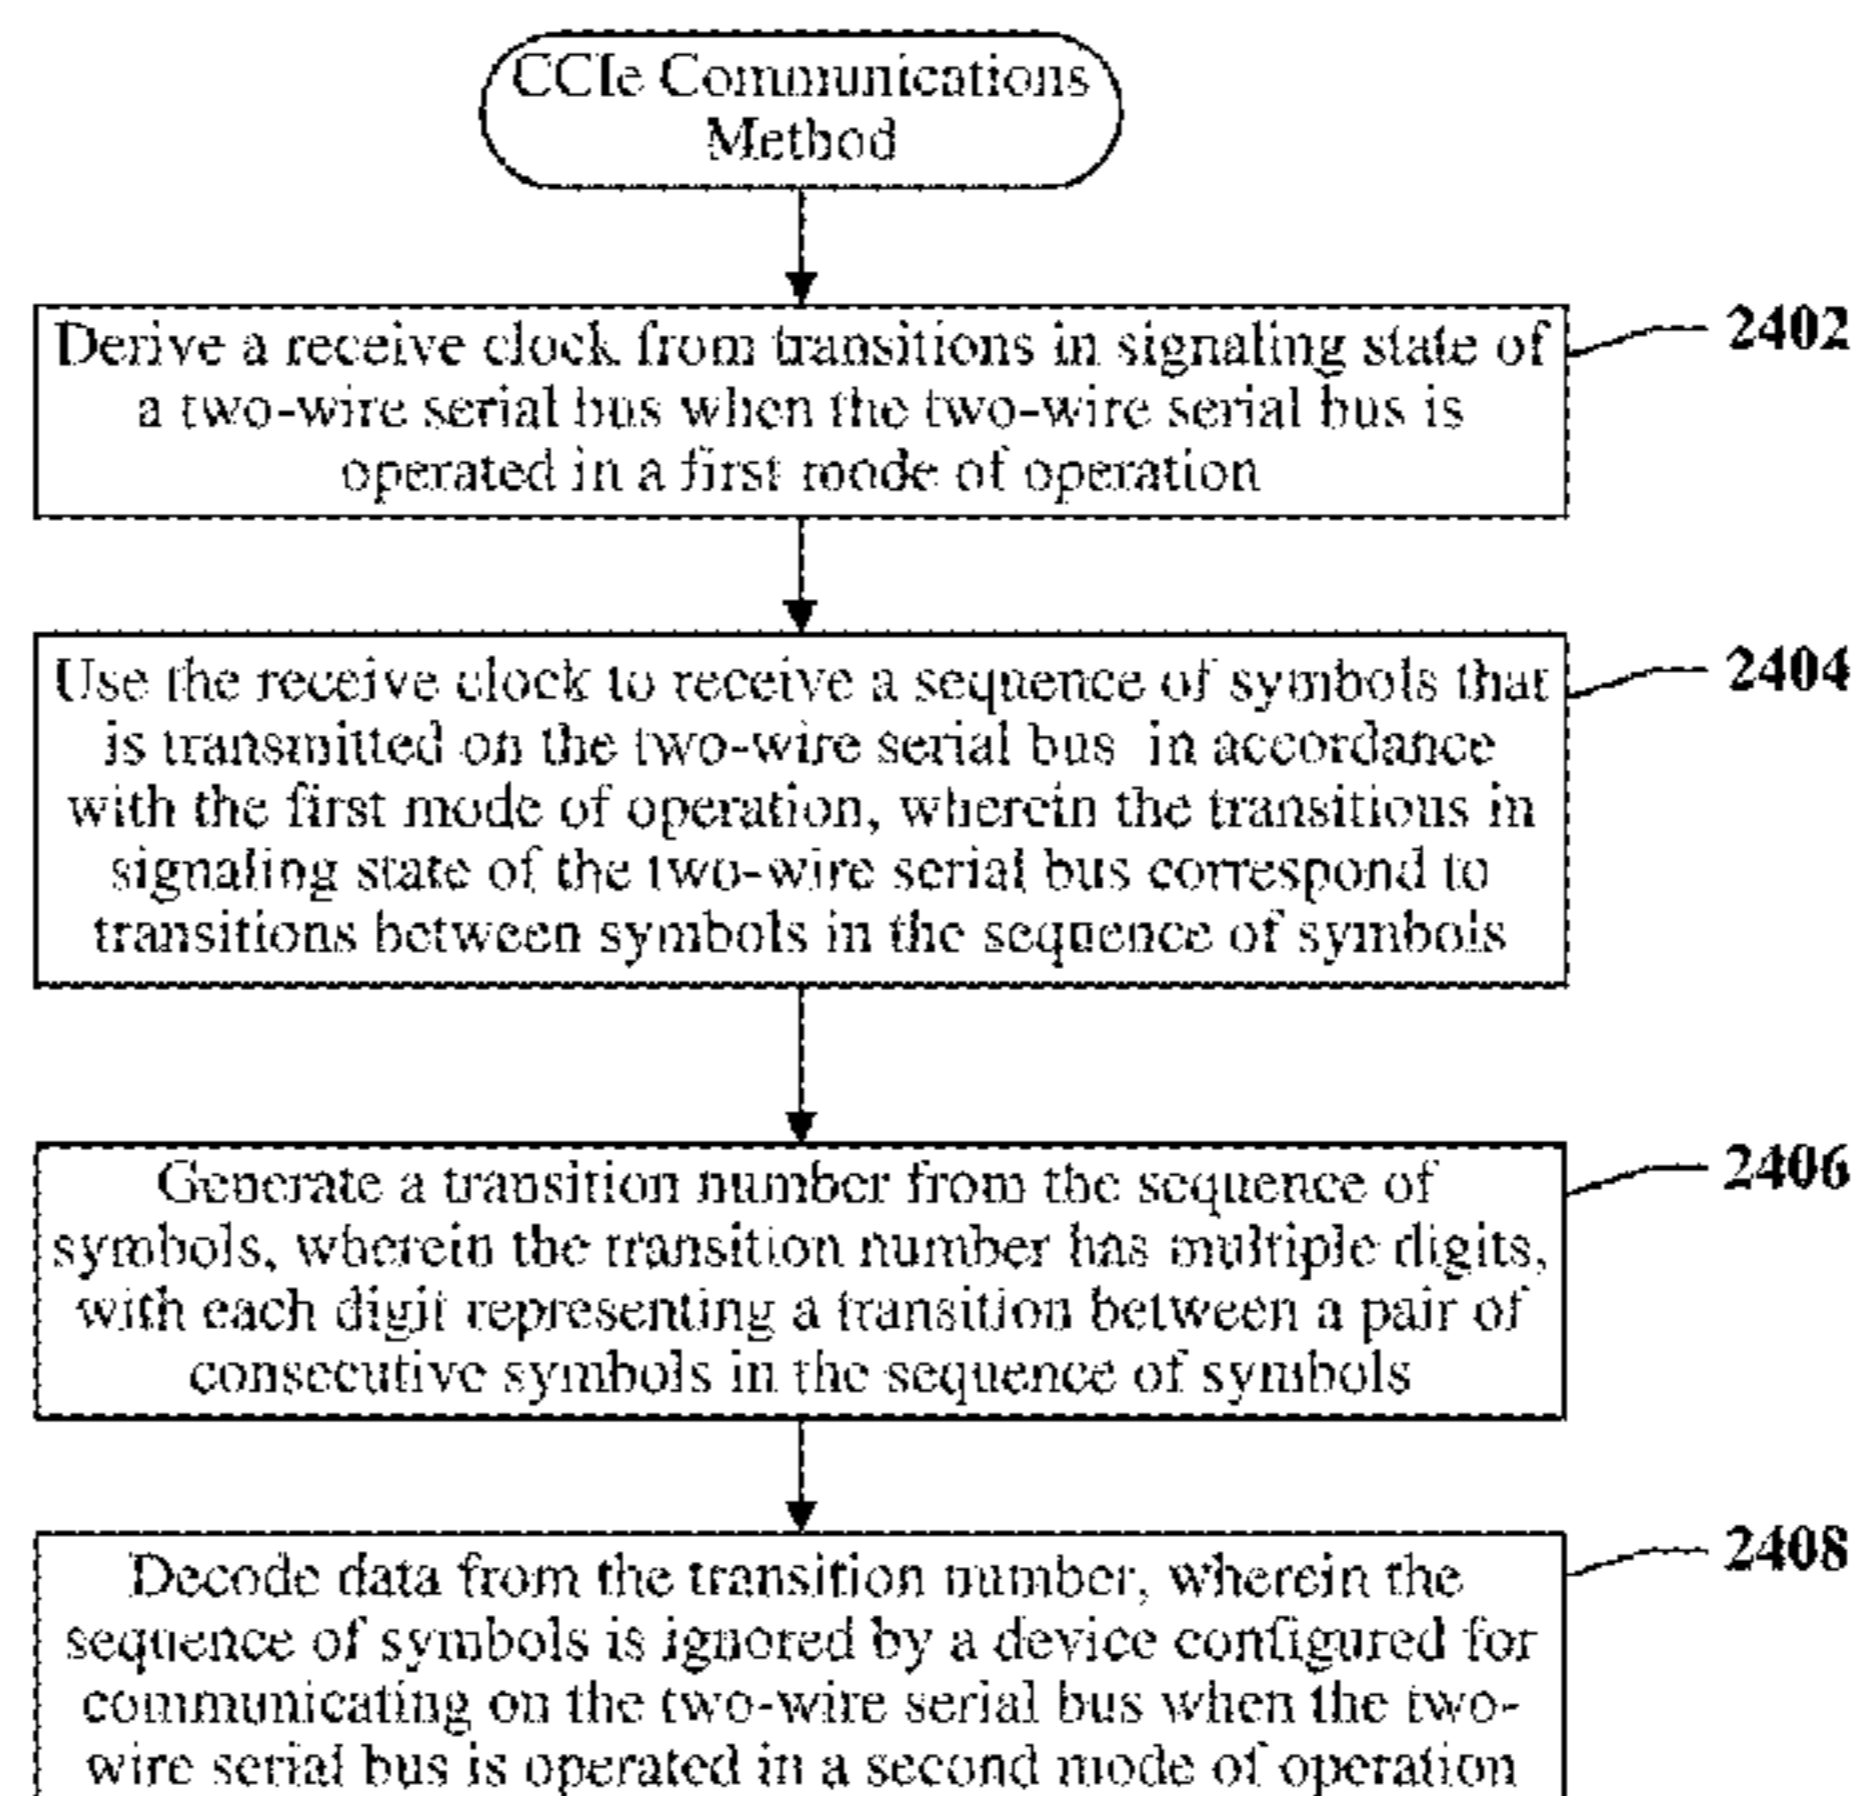 CCIe Communications
Method
Derive a receive clock from transitions in signaling state of
a two-wire serial bus when the two-wire serial bus is
operated in a first mode of operation
2402
Use the receive clock to receive a sequence of symbols that
is transmitted on the two-wire serial bus in accordance
with the first mode of operation, wherein the transitions in
signaling state of the two-wire serial bus correspond to
transitions between symbols in the sequence of symbols
2404
Generate a transition number from the sequence of
symbols, wherein the transition number has multiple digits,
with each digit representing a transition between a pair of
consecutive symbols in the sequence of symbols
2406
Decode data from the transition number, wherein the
sequence of symbols is ignored by a device configured for
communicating on the two-wire serial bus when the two-
wire serial bus is operated in a second mode of operation
2408